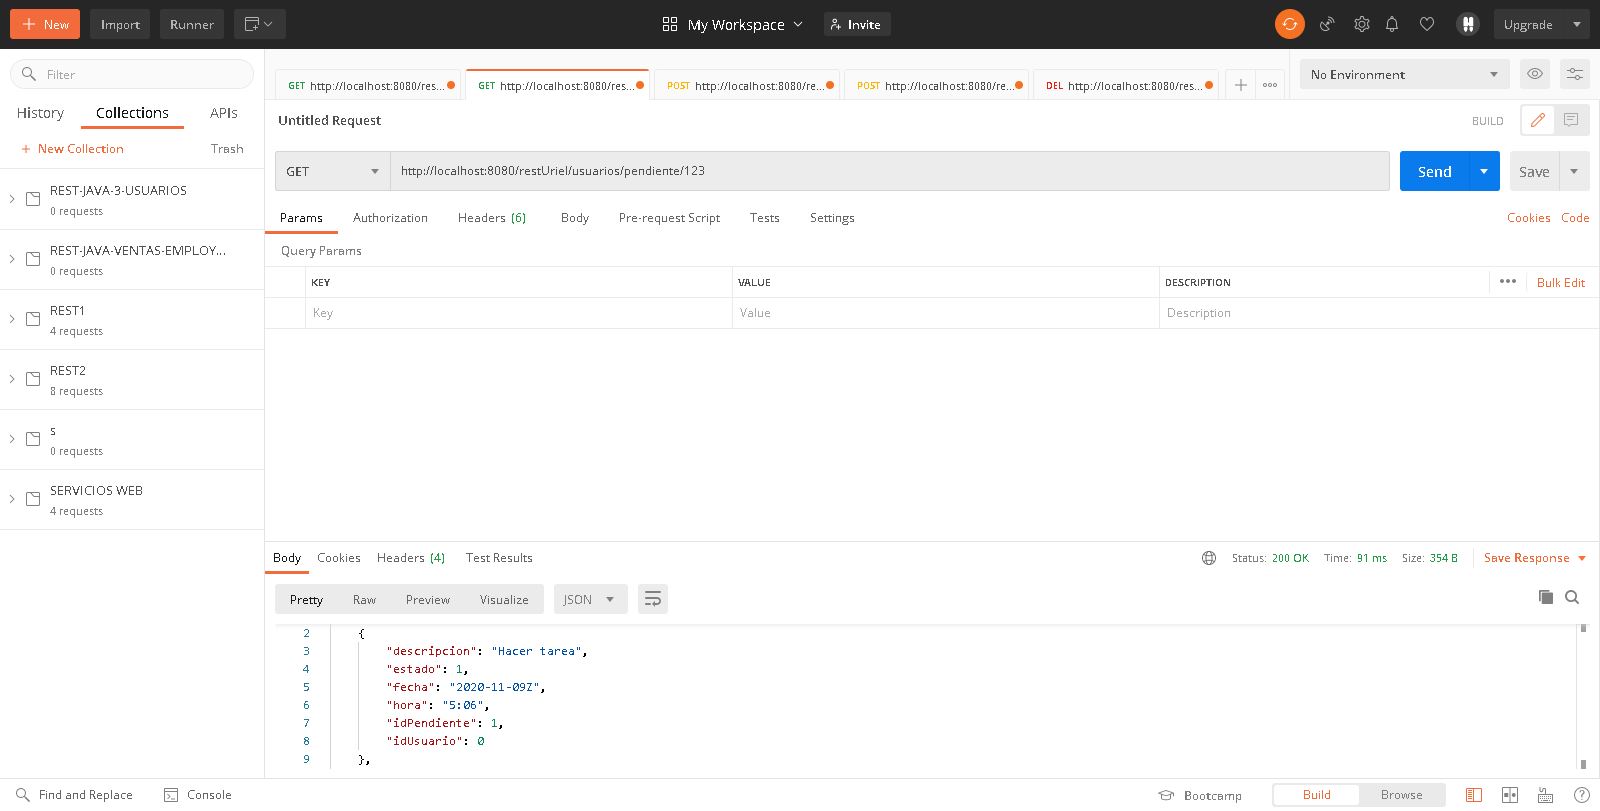 New
Import
Runner
My Workspace
Invite
Upgrade
Filter
History
Collections
APIs
+ New Collection
Trash
REST-JAVA-3-USUARIOS
0 requests
REST-JAVA-VENTAS-EMPLOY...
0 requests
REST1
4 requests
REST2
8 requests
s
0 requests
SERVICIOS WEB
4 requests
GET http://localhost:8080/res...
GET http://localhost:8080/res...
POST http://localhost:8080/re...
POST http://localhost:8080/re...
DEL http://localhost:8080/res...
No Environment
Untitled Request
BUILD
GET
http://localhost:8080/restUriel/usuarios/pendiente/123
Send
Save
Params
Authorization
Headers (6)
Body
Pre-request Script
Tests
Settings
Cookies
Code
Query Params
KEY
VALUE
DESCRIPTION
Bulk Edit
Key
Value
Description
Body
Cookies
Headers (4)
Test Results
Status: 200 OK
Time: 91 ms
Size: 354 B
Save Response
Pretty
Raw
Preview
Visualize
JSON
2 {
3 "descripcion": "Hacer tarea",
4 "estado": 1,
5 "fecha": "2020-11-09Z",
6 "hora": "5:06",
7 "idPendiente": 1,
8 "idUsuario": 0
9 },
Find and Replace
Console
Bootcamp
Build
Browse